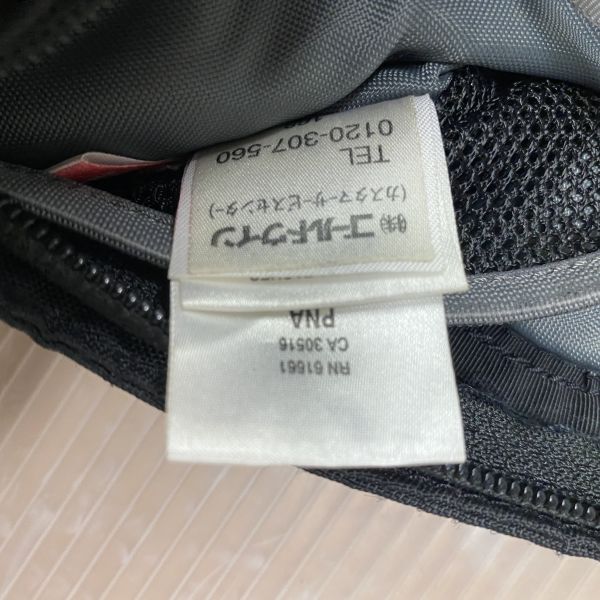 ㈱ゴールドウイン
(カスタマーサービスセンター)
TEL
0120-307-560
RN 61661
CA 30516
PNA